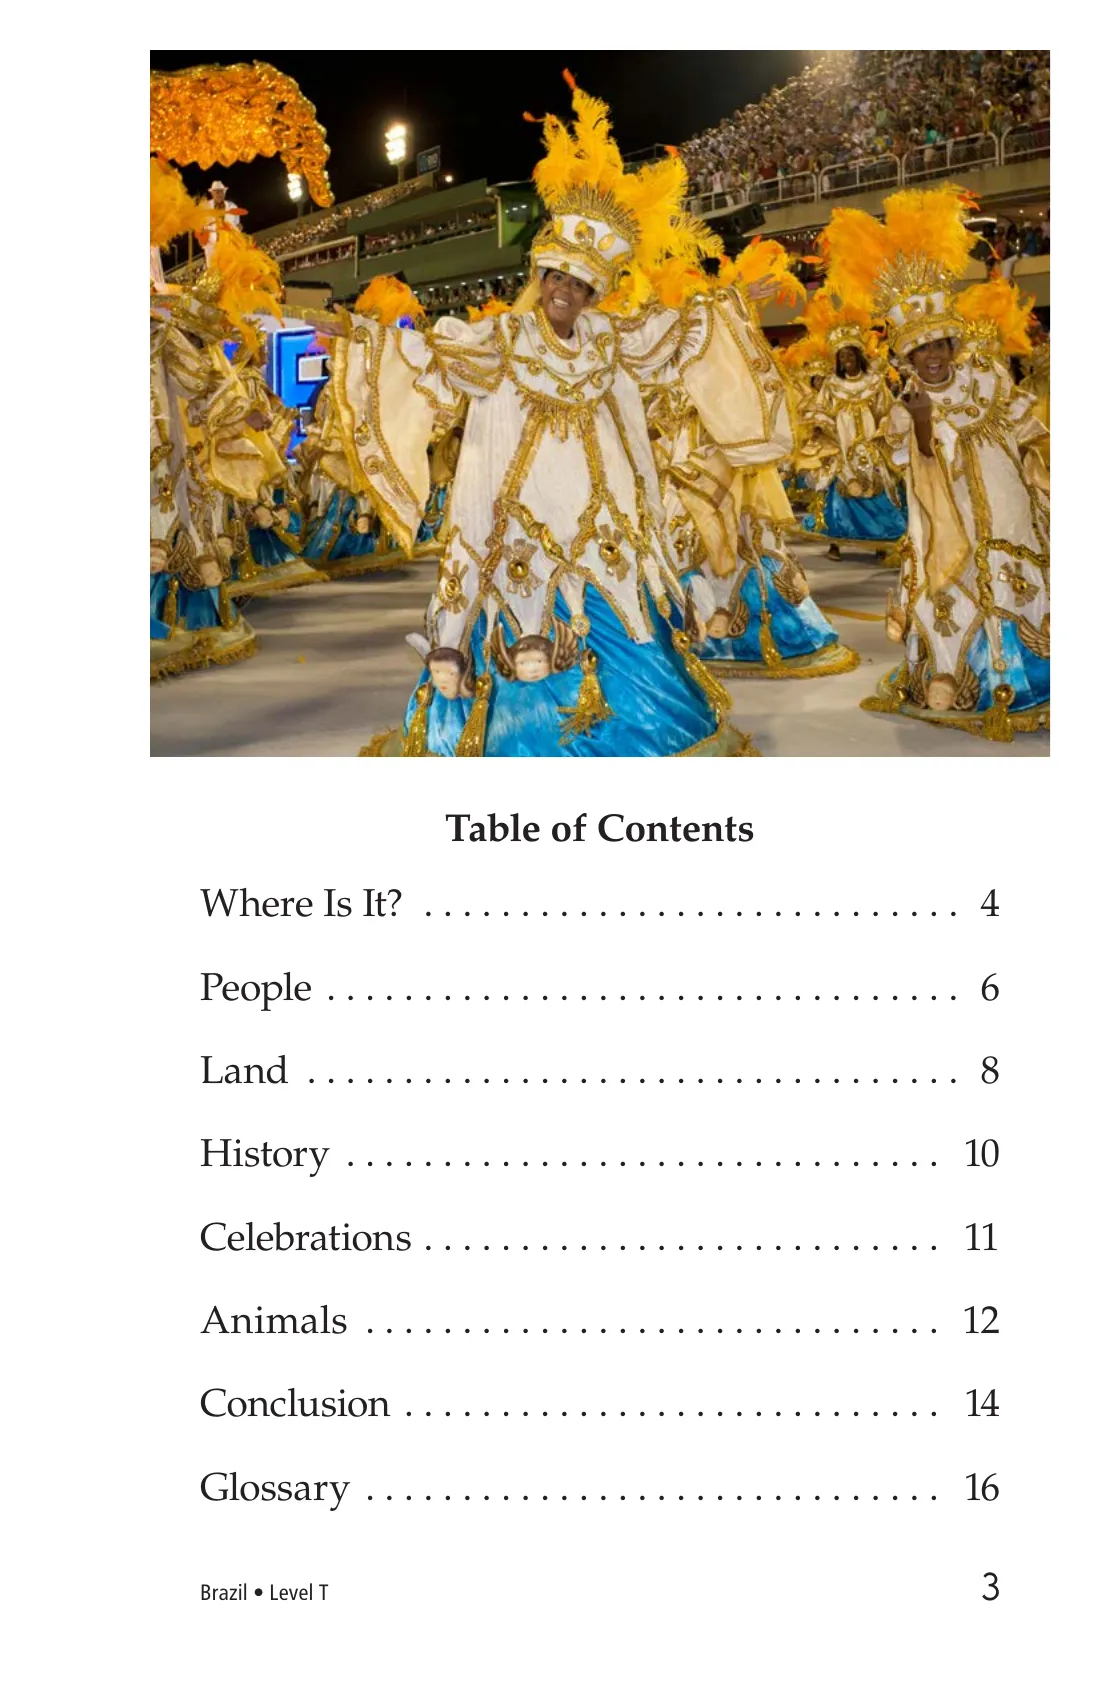 Table of Contents
Where Is It? . . . . . . . . . . . . . . . . . . . . . . . . . . . . 4
People . . . . . . . . . . . . . . . . . . . . . . . . . . . . . . . . . 6
Land . . . . . . . . . . . . . . . . . . . . . . . . . . . . . . . . . . 8
History . . . . . . . . . . . . . . . . . . . . . . . . . . . . . . . 10
Celebrations . . . . . . . . . . . . . . . . . . . . . . . . . . . 11
Animals . . . . . . . . . . . . . . . . . . . . . . . . . . . . . . 12
Conclusion . . . . . . . . . . . . . . . . . . . . . . . . . . . . 14
Glossary . . . . . . . . . . . . . . . . . . . . . . . . . . . . . . 16
Brazil • Level T 3